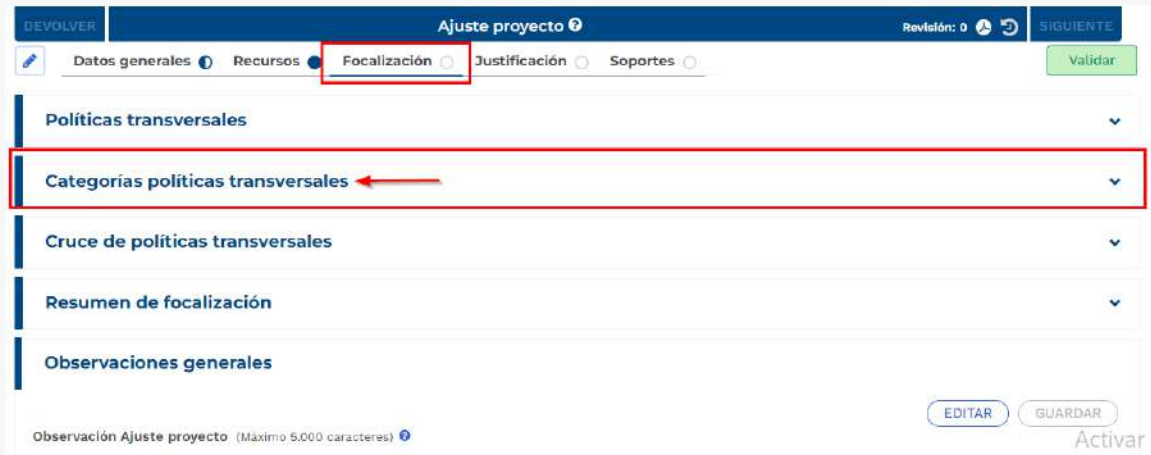 DEVOLVER Ajuste proyecto Revisión: 0 SIGUIENTE
Datos generales Recursos Focalización Justificación Soportes Validar
Políticas transversales
Categorías políticas transversales
Cruce de políticas transversales
Resumen de focalización
Observaciones generales
EDITAR GUARDAR
Observación Ajuste proyecto (Máximo 5.000 caracteres)
Activar